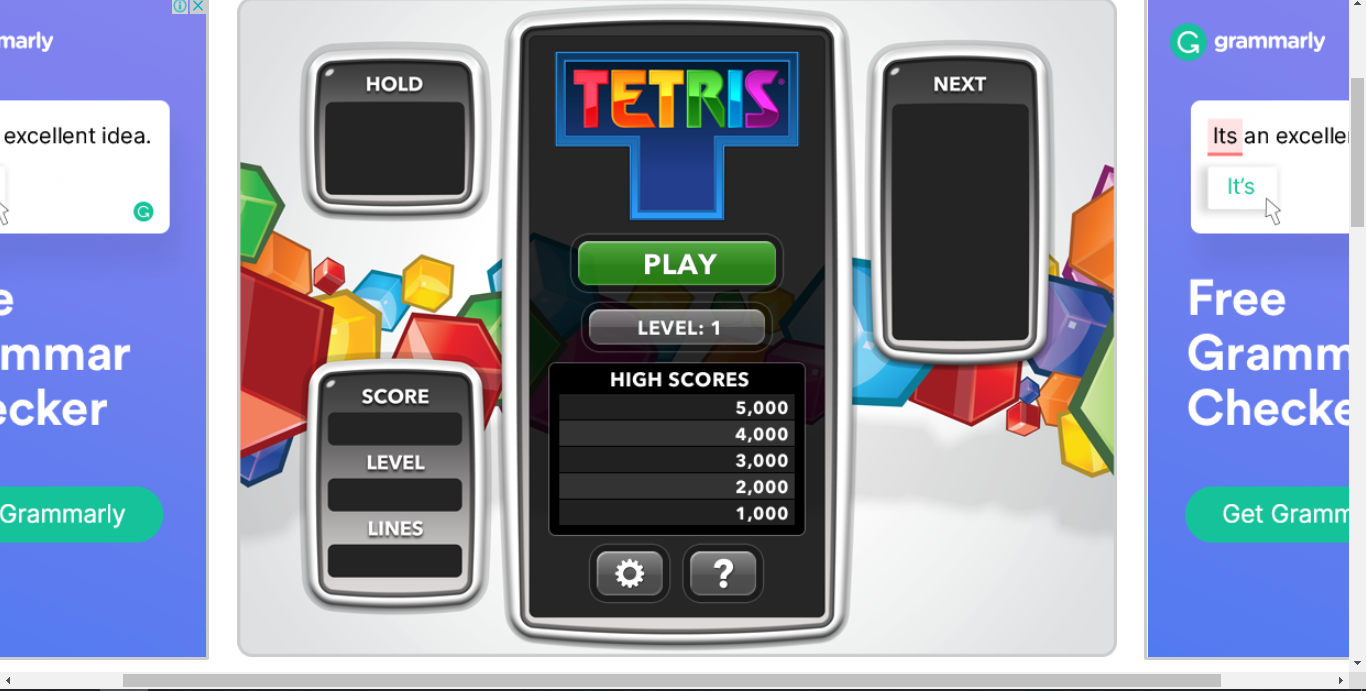 marly
excellent idea.
e
mmar
ecker
Grammarly
HOLD
SCORE
LEVEL
LINES
TETRIS
PLAY
LEVEL: 1
HIGH SCORES
5,000
4,000
3,000
2,000
1,000
?
NEXT
grammarly
Its an excelle
It's
Free
Gramm
Checke
Get Gramm